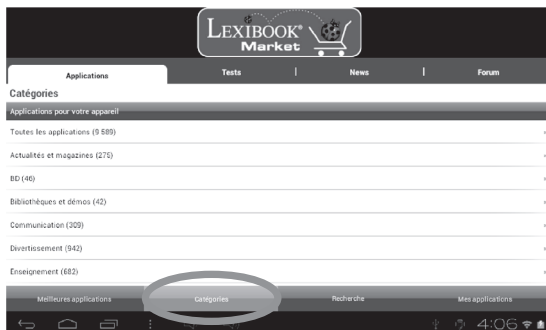 LEXIBOOK®
Market
Applications Tests | News | Forum
Catégories
Applications pour votre appareil
Toutes les applications (9 589)
Actualités et magazines (275)
BD (46)
Bibliothèques et démos (42)
Communication (309)
Divertissement (942)
Enseignement (682)
Meilleures applications Catégories Recherche Mes applications
4:06